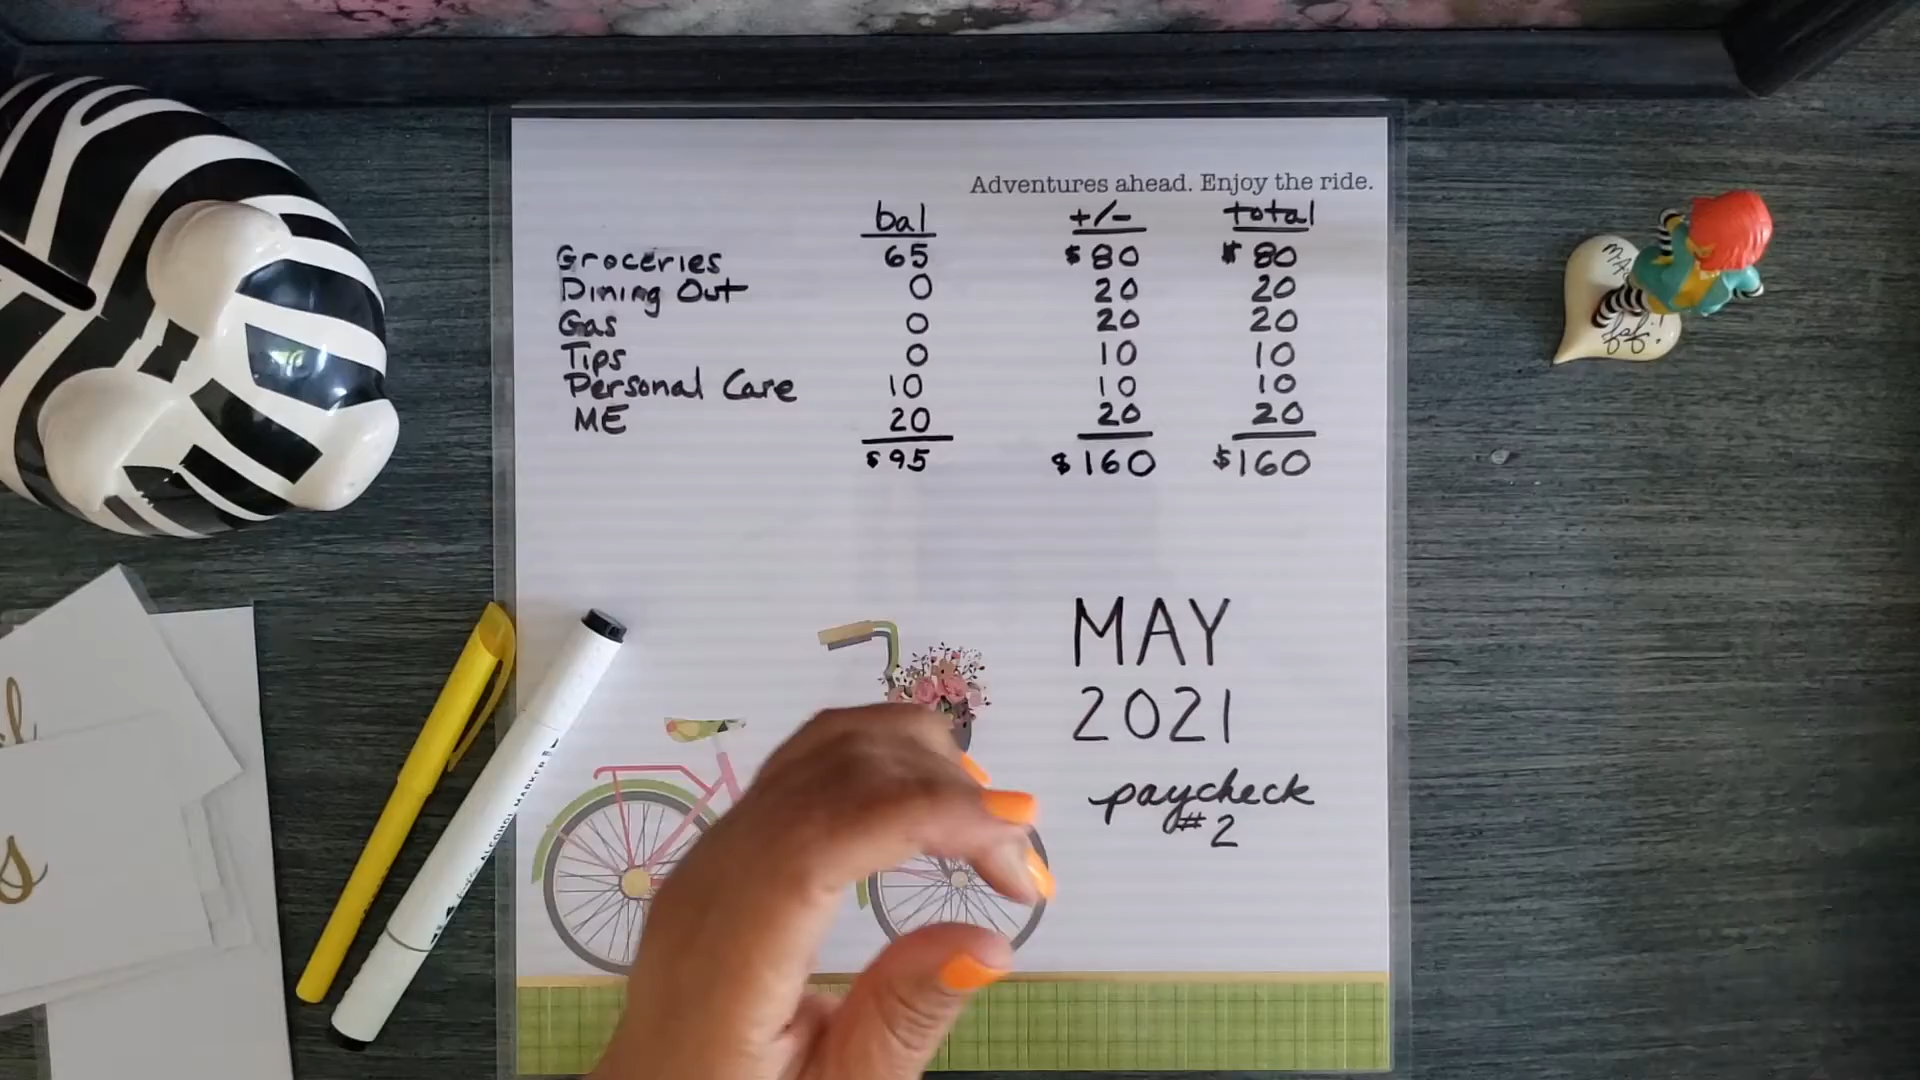 Adventures ahead. Enjoy the ride.
bal +/- total
Groceries 65 $80 $80
Dining Out 0 20 20
Gas 0 20 20
Tips 0 10 10
Personal Care 10 10 10
ME 20 20 20
$95 $160 $160
MAY
2021
paycheck
#2
ALCOHOL MARKER